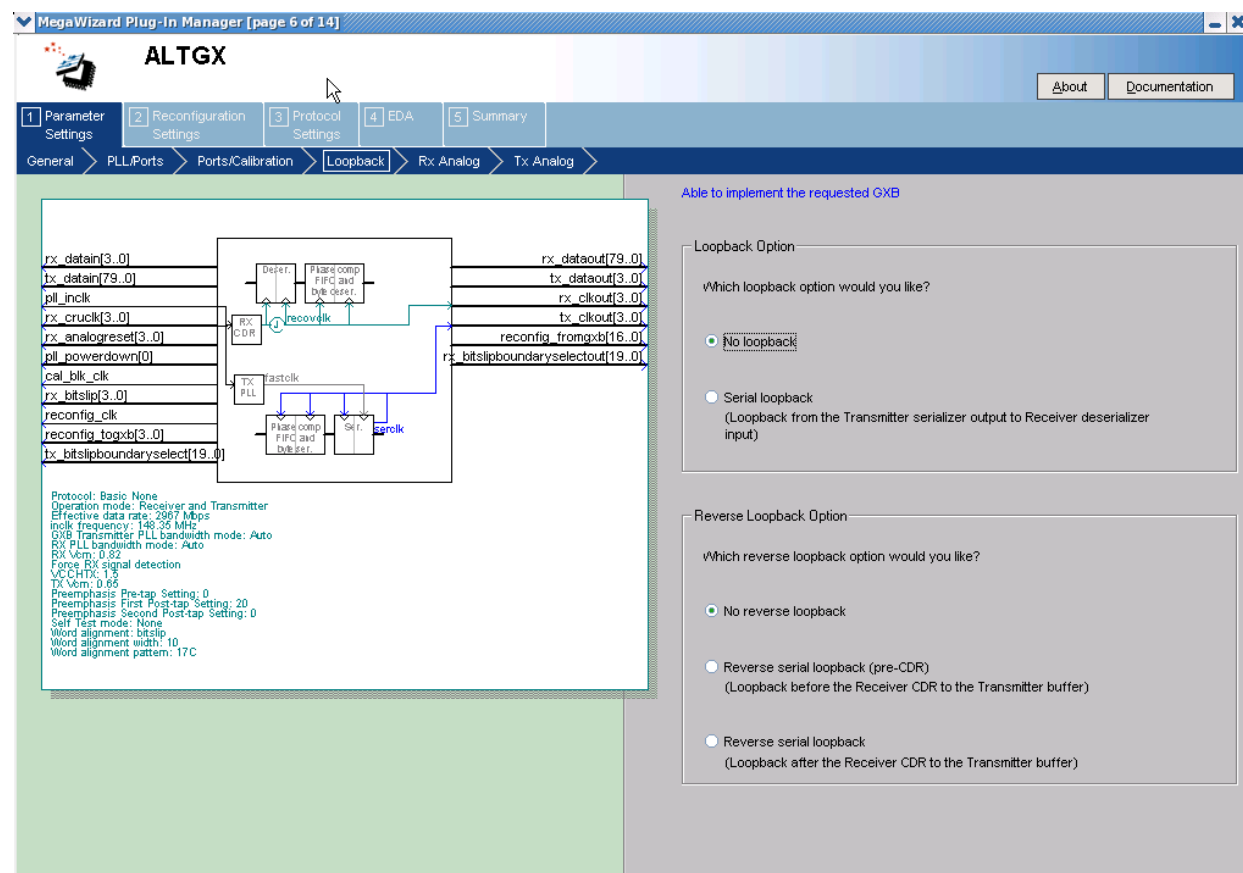 MegaWizard Plug-In Manager [page 6 of 14]
ALTGX
About
Documentation
1 Parameter Settings
2 Reconfiguration Settings
3 Protocol Settings
4 EDA
5 Summary
General
PLL/Ports
Ports/Calibration
Loopback
Rx Analog
Tx Analog
rx_datain[3..0]
tx_datain[79..0]
pll_inclk
rx_cruclk[3..0]
rx_analogreset[3..0]
pll_powerdown[0]
cal_blk_clk
rx_bitslip[3..0]
reconfig_clk
reconfig_togxb[3..0]
tx_bitslipboundaryselect[19..0]
Deser.
Phase comp
FIFO and
byte deser.
RX
CDR
recovclk
TX
PLL
fastclk
Phase comp
FIFO and
byte ser.
Ser.
serclk
rx_dataout[79..0]
tx_dataout[3..0]
rx_clkout[3..0]
tx_clkout[3..0]
reconfig_fromgxb[16..0]
rx_bitslipboundaryselectout[19..0]
Protocol: Basic None
Operation mode: Receiver and Transmitter
Effective data rate: 2967 Mbps
inclk frequency: 148.35 MHz
GXB Transmitter PLL bandwidth mode: Auto
RX PLL bandwidth mode: Auto
RX Vcm: 0.82
Force RX signal detection
VCCHTX: 1.5
TX Vcm: 0.65
Preemphasis Pre-tap Setting: 0
Preemphasis First Post-tap Setting: 20
Preemphasis Second Post-tap Setting: 0
Self Test mode: None
Word alignment: bitslip
Word alignment width: 10
Word alignment pattern: 17C
Able to implement the requested GXB
Loopback Option
Which loopback option would you like?
No loopback
Serial loopback
(Loopback from the Transmitter serializer output to Receiver deserializer
input)
Reverse Loopback Option
Which reverse loopback option would you like?
No reverse loopback
Reverse serial loopback (pre-CDR)
(Loopback before the Receiver CDR to the Transmitter buffer)
Reverse serial loopback
(Loopback after the Receiver CDR to the Transmitter buffer)